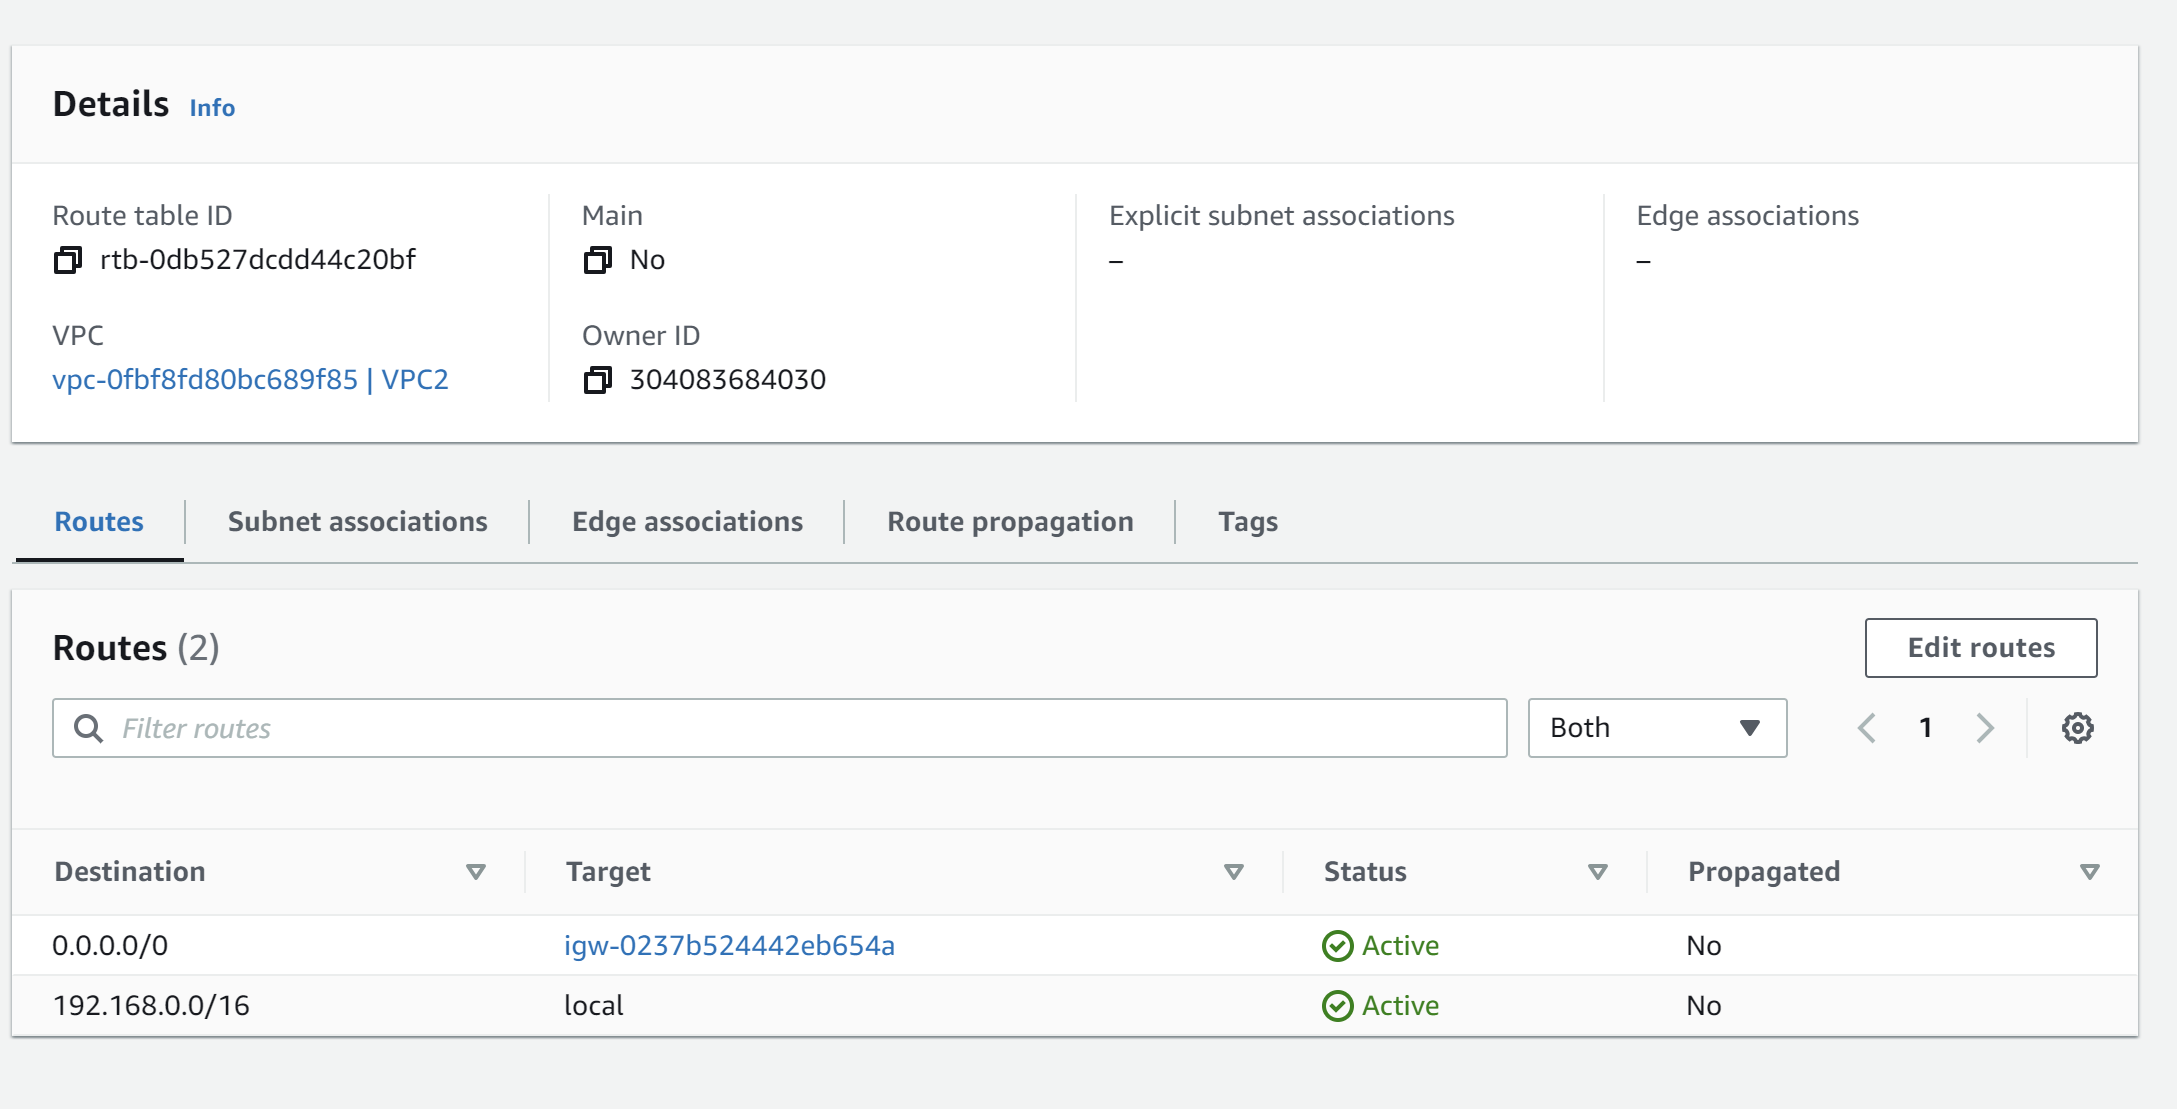 Details Info
Route table ID Main Explicit subnet associations Edge associations
rtb-0db527dcdd44c20bf No – –
VPC Owner ID
vpc-0fbf8fd80bc689f85 | VPC2 304083684030
Routes Subnet associations Edge associations Route propagation Tags
Routes (2) Edit routes
Filter routes Both 1
Destination Target Status Propagated
0.0.0.0/0 igw-0237b524442eb654a Active No
192.168.0.0/16 local Active No